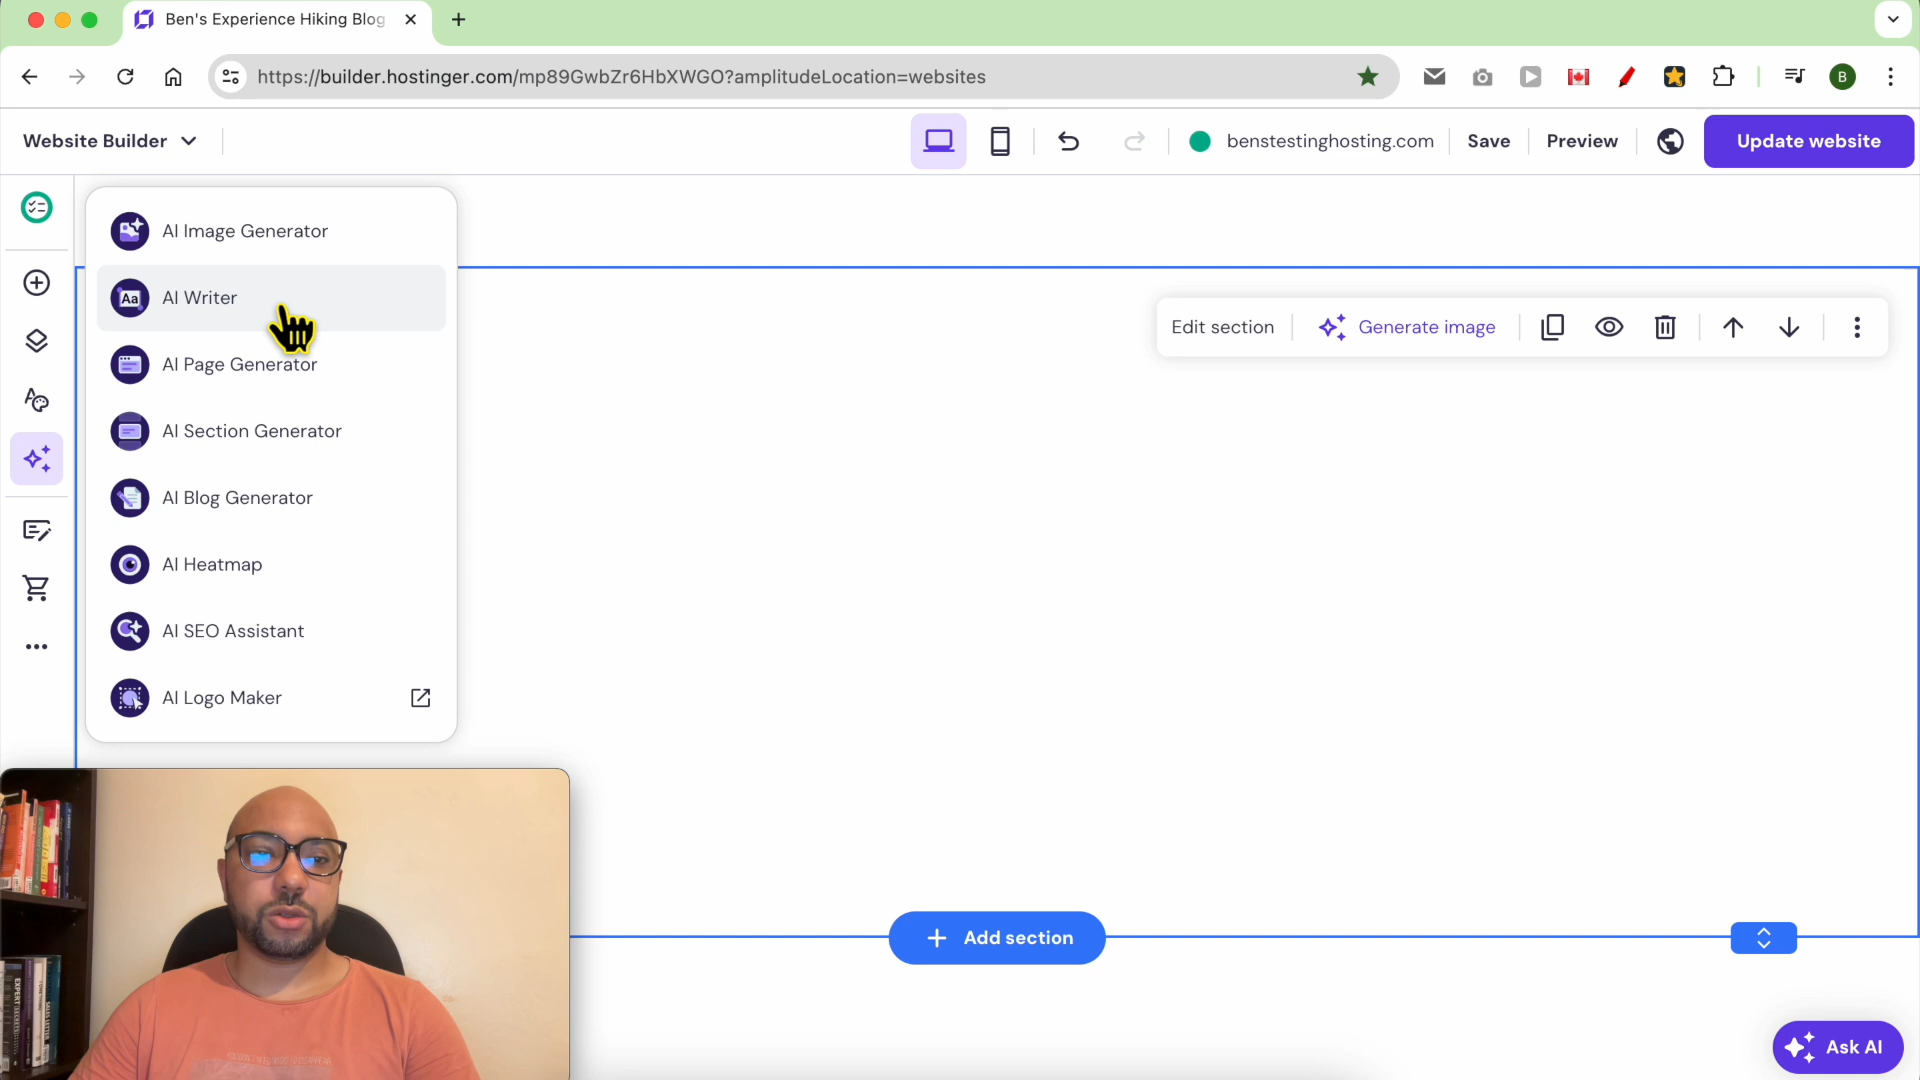 Ben's Experience Hiking Blog
https://builder.hostinger.com/mp89GwbZr6HbXWGO?amplitudeLocation=websites
B
Website Builder
benstestinghosting.com
Save
Preview
Update website
AI Image Generator
Aa
AI Writer
Edit section
Generate image
AI Page Generator
AI Section Generator
AI Blog Generator
AI Heatmap
AI SEO Assistant
AI Logo Maker
Add section
Ask AI